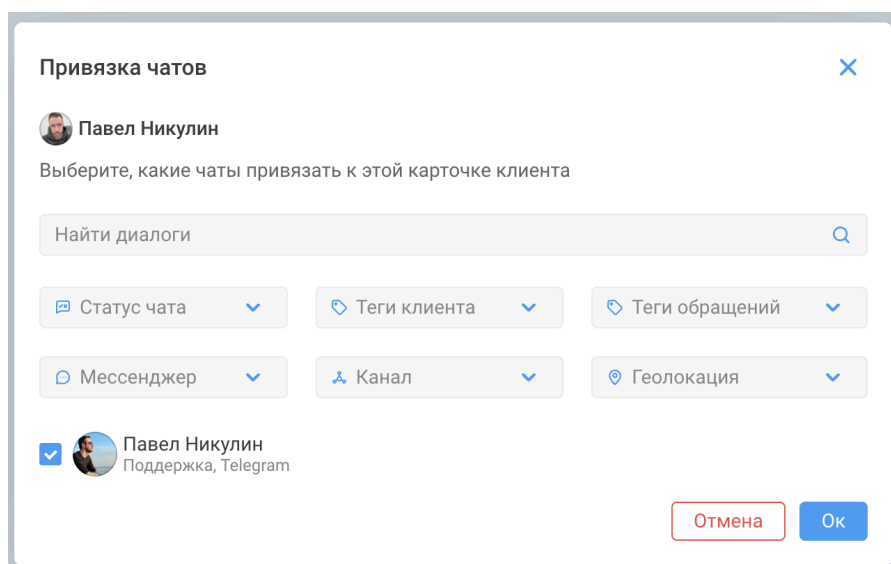 Привязка чатов
Павел Никулин
Выберите, какие чаты привязать к этой карточке клиента
Найти диалоги
Статус чата
Теги клиента
Теги обращений
Мессенджер
Канал
Геолокация
Павел Никулин
Поддержка, Telegram
Отмена
Ок